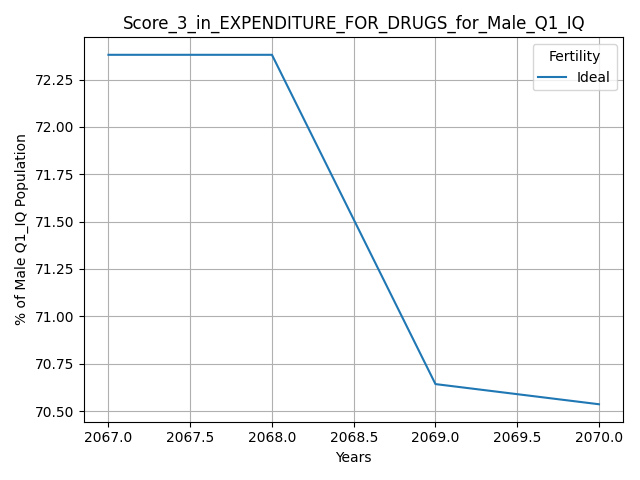 Score_3_in_EXPENDITURE_FOR_DRUGS_for_Male_Q1_IQ
Fertility
Ideal
% of Male Q1_IQ Population
72.25
72.00
71.75
71.50
71.25
71.00
70.75
70.50
2067.0 2067.5 2068.0 2068.5 2069.0 2069.5 2070.0
Years